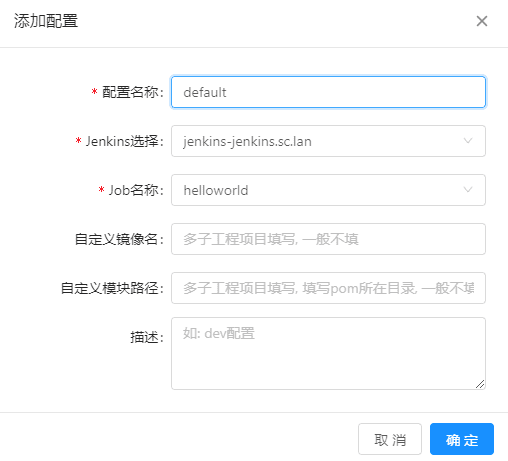 添加配置
* 配置名称: default
* Jenkins选择: jenkins-jenkins.sc.lan
* Job名称: helloworld
自定义镜像名: 多子工程项目填写, 一般不填
自定义模块路径: 多子工程项目填写, 填写pom所在目录, 一般不填
描述: 如: dev配置
取 消 确 定